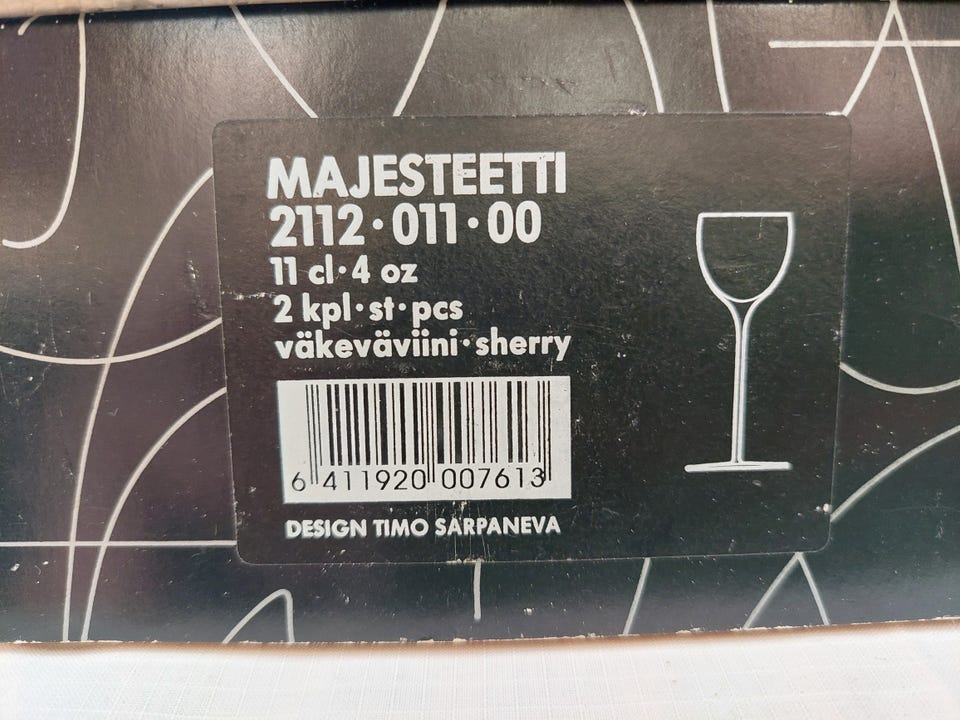 MAJESTEETTI
2112·011·00
11 cl·4 oz
2 kpl·st·pcs
väkeväviini·sherry
6 411920 007613
DESIGN TIMO SARPANEVA